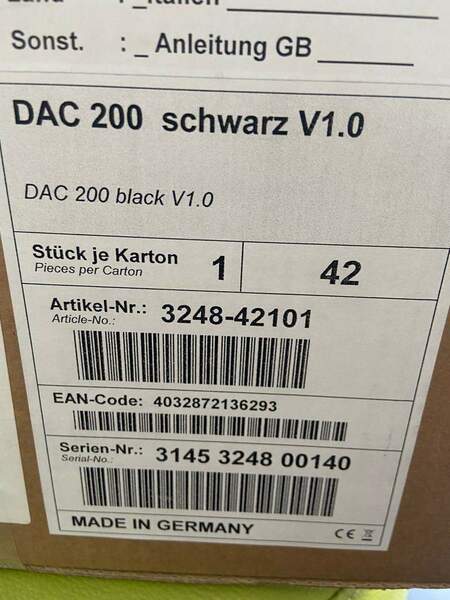 : _Italien
Sonst. : _ Anleitung GB
DAC 200 schwarz V1.0
DAC 200 black V1.0
Stück je Karton 1 42
Pieces per Carton
Artikel-Nr.: 3248-42101
Article-No.:
EAN-Code: 4032872136293
Serien-Nr.: 3145 3248 00140
Serial-No.:
MADE IN GERMANY CE